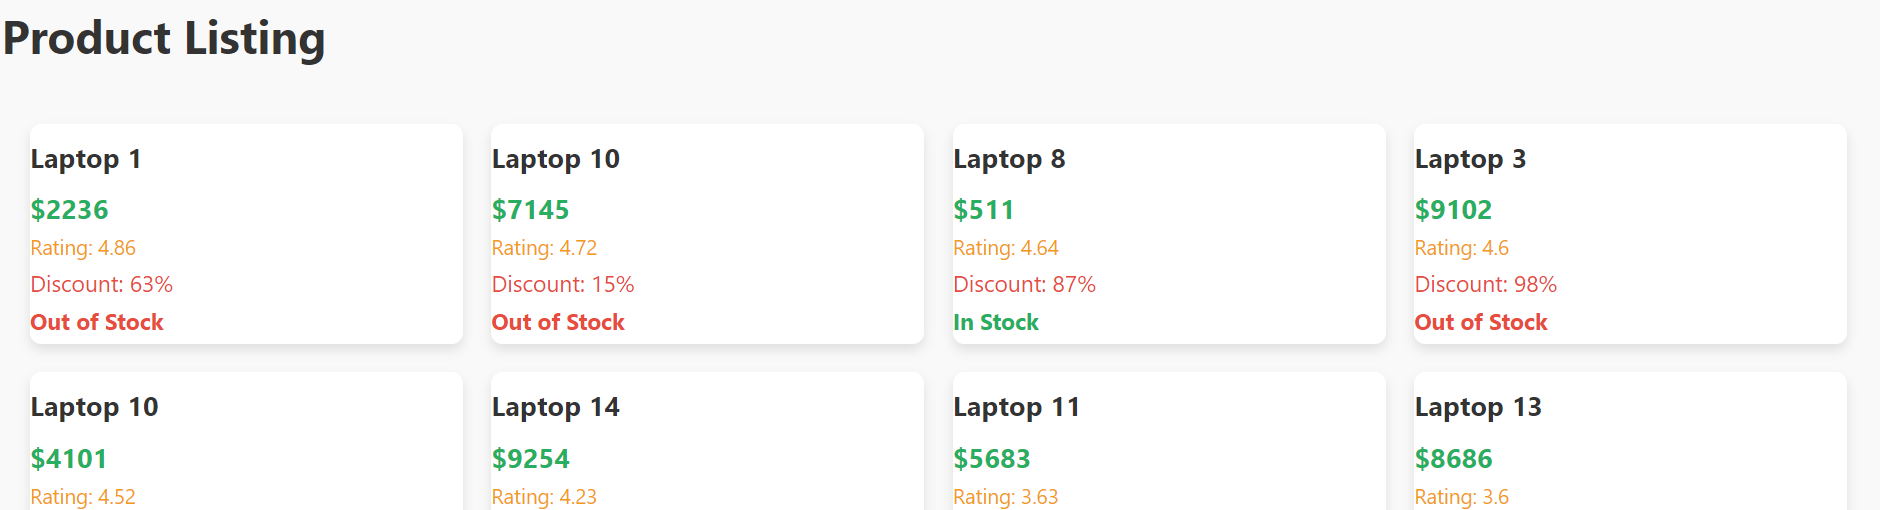 Product Listing
Laptop 1
$2236
Rating: 4.86
Discount: 63%
Out of Stock
Laptop 10
$7145
Rating: 4.72
Discount: 15%
Out of Stock
Laptop 8
$511
Rating: 4.64
Discount: 87%
In Stock
Laptop 3
$9102
Rating: 4.6
Discount: 98%
Out of Stock
Laptop 10
$4101
Rating: 4.52
Laptop 14
$9254
Rating: 4.23
Laptop 11
$5683
Rating: 3.63
Laptop 13
$8686
Rating: 3.6